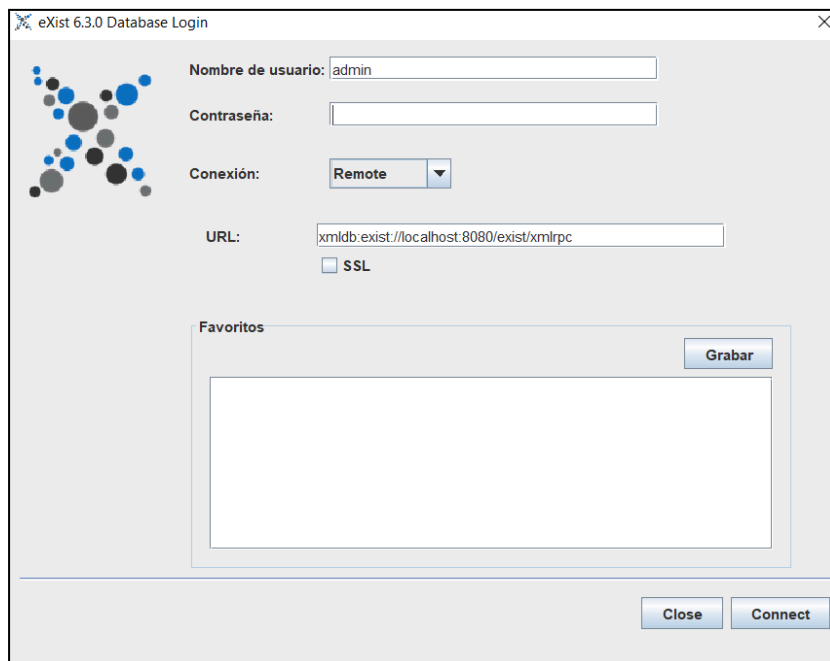 eXist 6.3.0 Database Login
Nombre de usuario: admin
Contraseña:
Conexión: Remote
URL: xmldb:exist://localhost:8080/exist/xmlrpc
SSL
Favoritos
Grabar
Close Connect